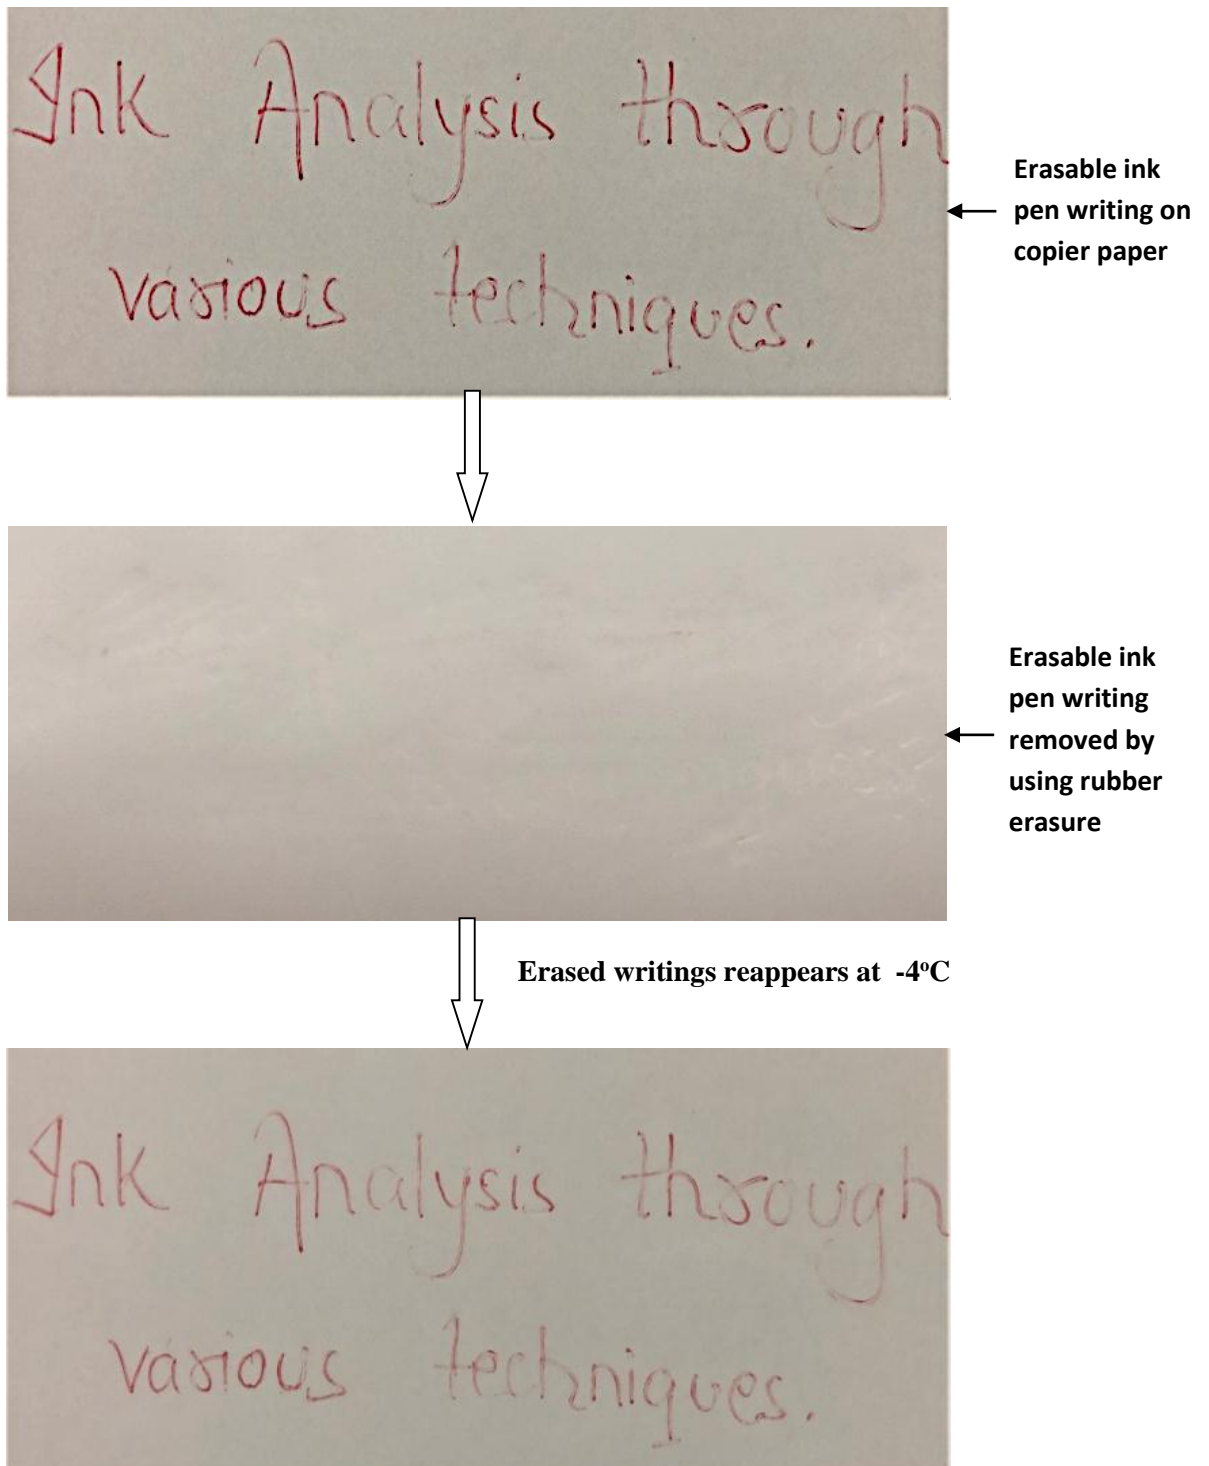 Ink Analysis through
various techniques.
Erasable ink
pen writing on
copier paper
Erasable ink
pen writing
removed by
using rubber
erasure
Erased writings reappears at -4°C
Ink Analysis through
various techniques.